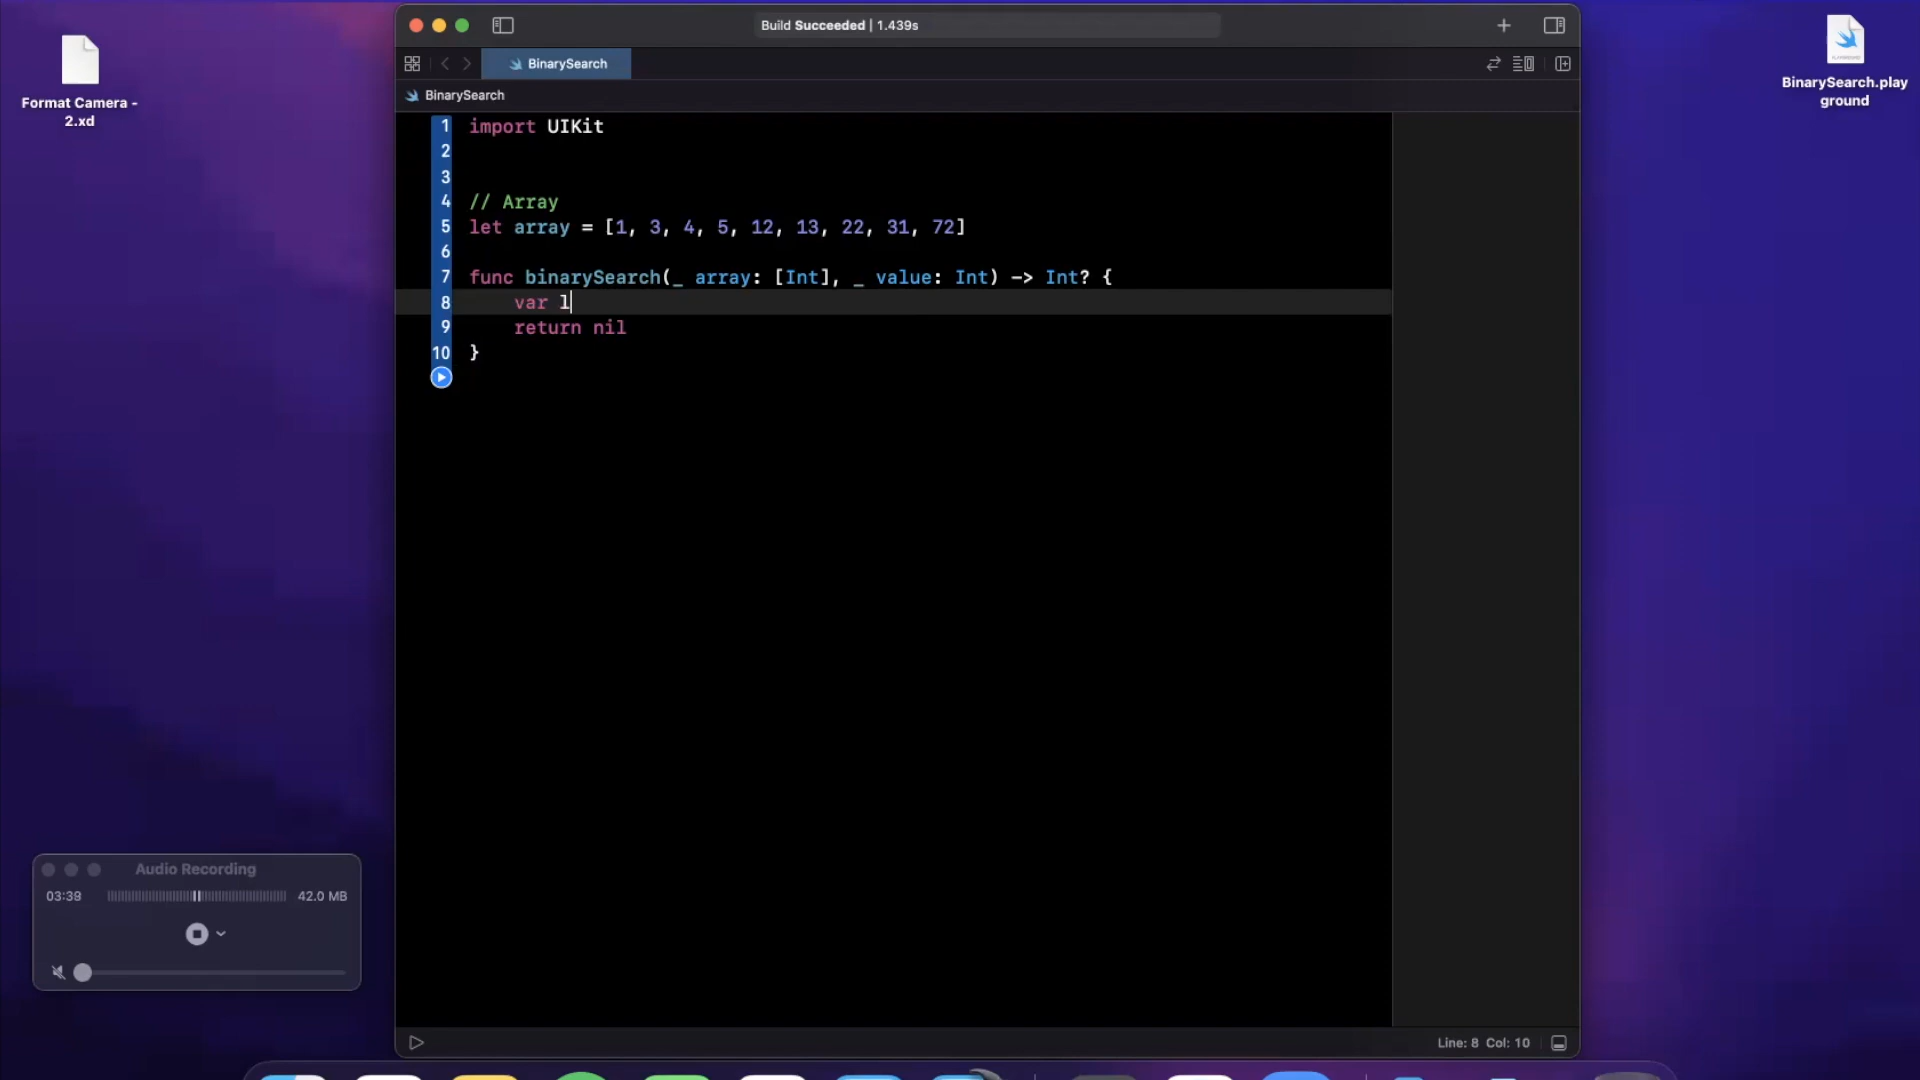 Format Camera -
2.xd
Build Succeeded | 1.439s
BinarySearch
BinarySearch
1 import UIKit
2
3
4 // Array
5 let array = [1, 3, 4, 5, 12, 13, 22, 31, 72]
6
7 func binarySearch(_ array: [Int], _ value: Int) -> Int? {
8 var l
9 return nil
10 }
BinarySearch.play
ground
Audio Recording
03:39 42.0 MB
Line: 8 Col: 10